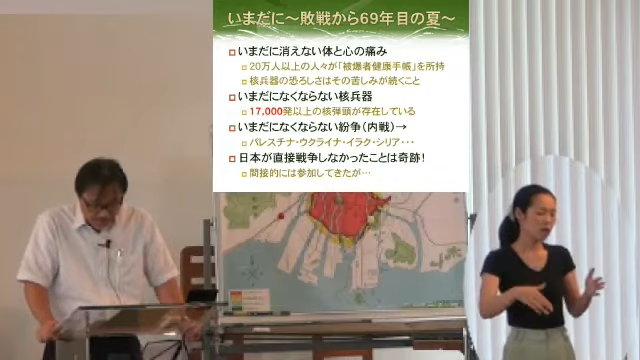 いまだに~敗戦から69年目の夏~
いまだに消えない体と心の痛み
20万人以上の人々が「被爆者健康手帳」を所持
核兵器の恐ろしさはその苦しみが続くこと
いまだになくならない核兵器
17,000発以上の核弾頭が存在している
いまだになくならない紛争(内戦)→
パレスチナ・ウクライナ・イラク・シリア・・・
日本が直接戦争しなかったことは奇跡!
間接的には参加してきたが…